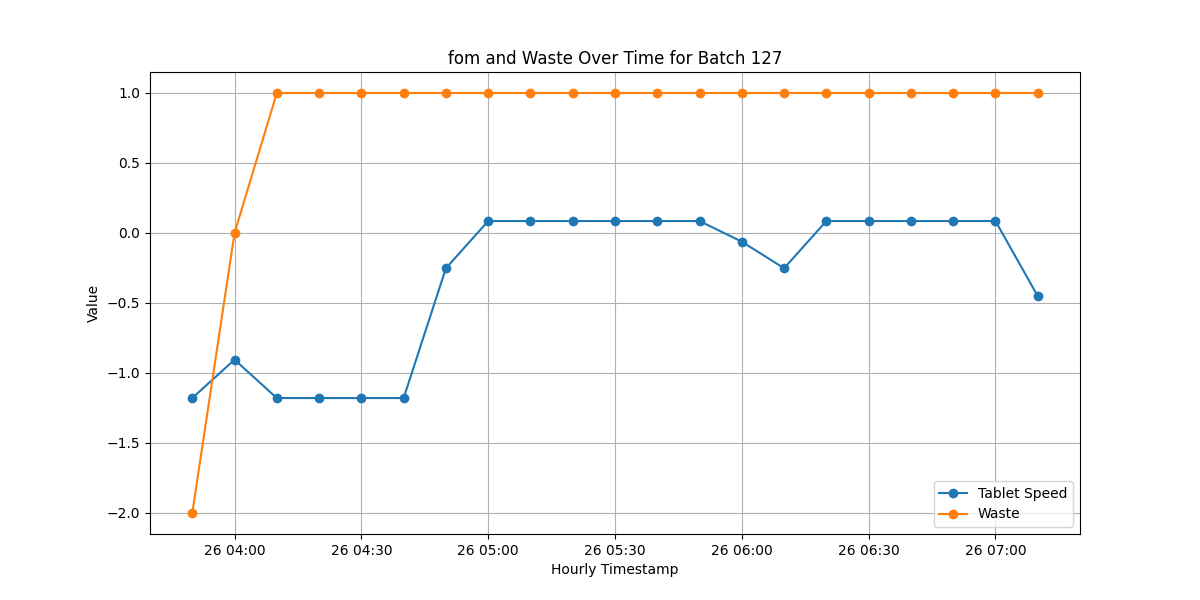 fom and Waste Over Time for Batch 127
1.0
0.5
0.0
−0.5
−1.0
−1.5
−2.0
Value
Tablet Speed
Waste
26 04:00 26 04:30 26 05:00 26 05:30 26 06:00 26 06:30 26 07:00
Hourly Timestamp